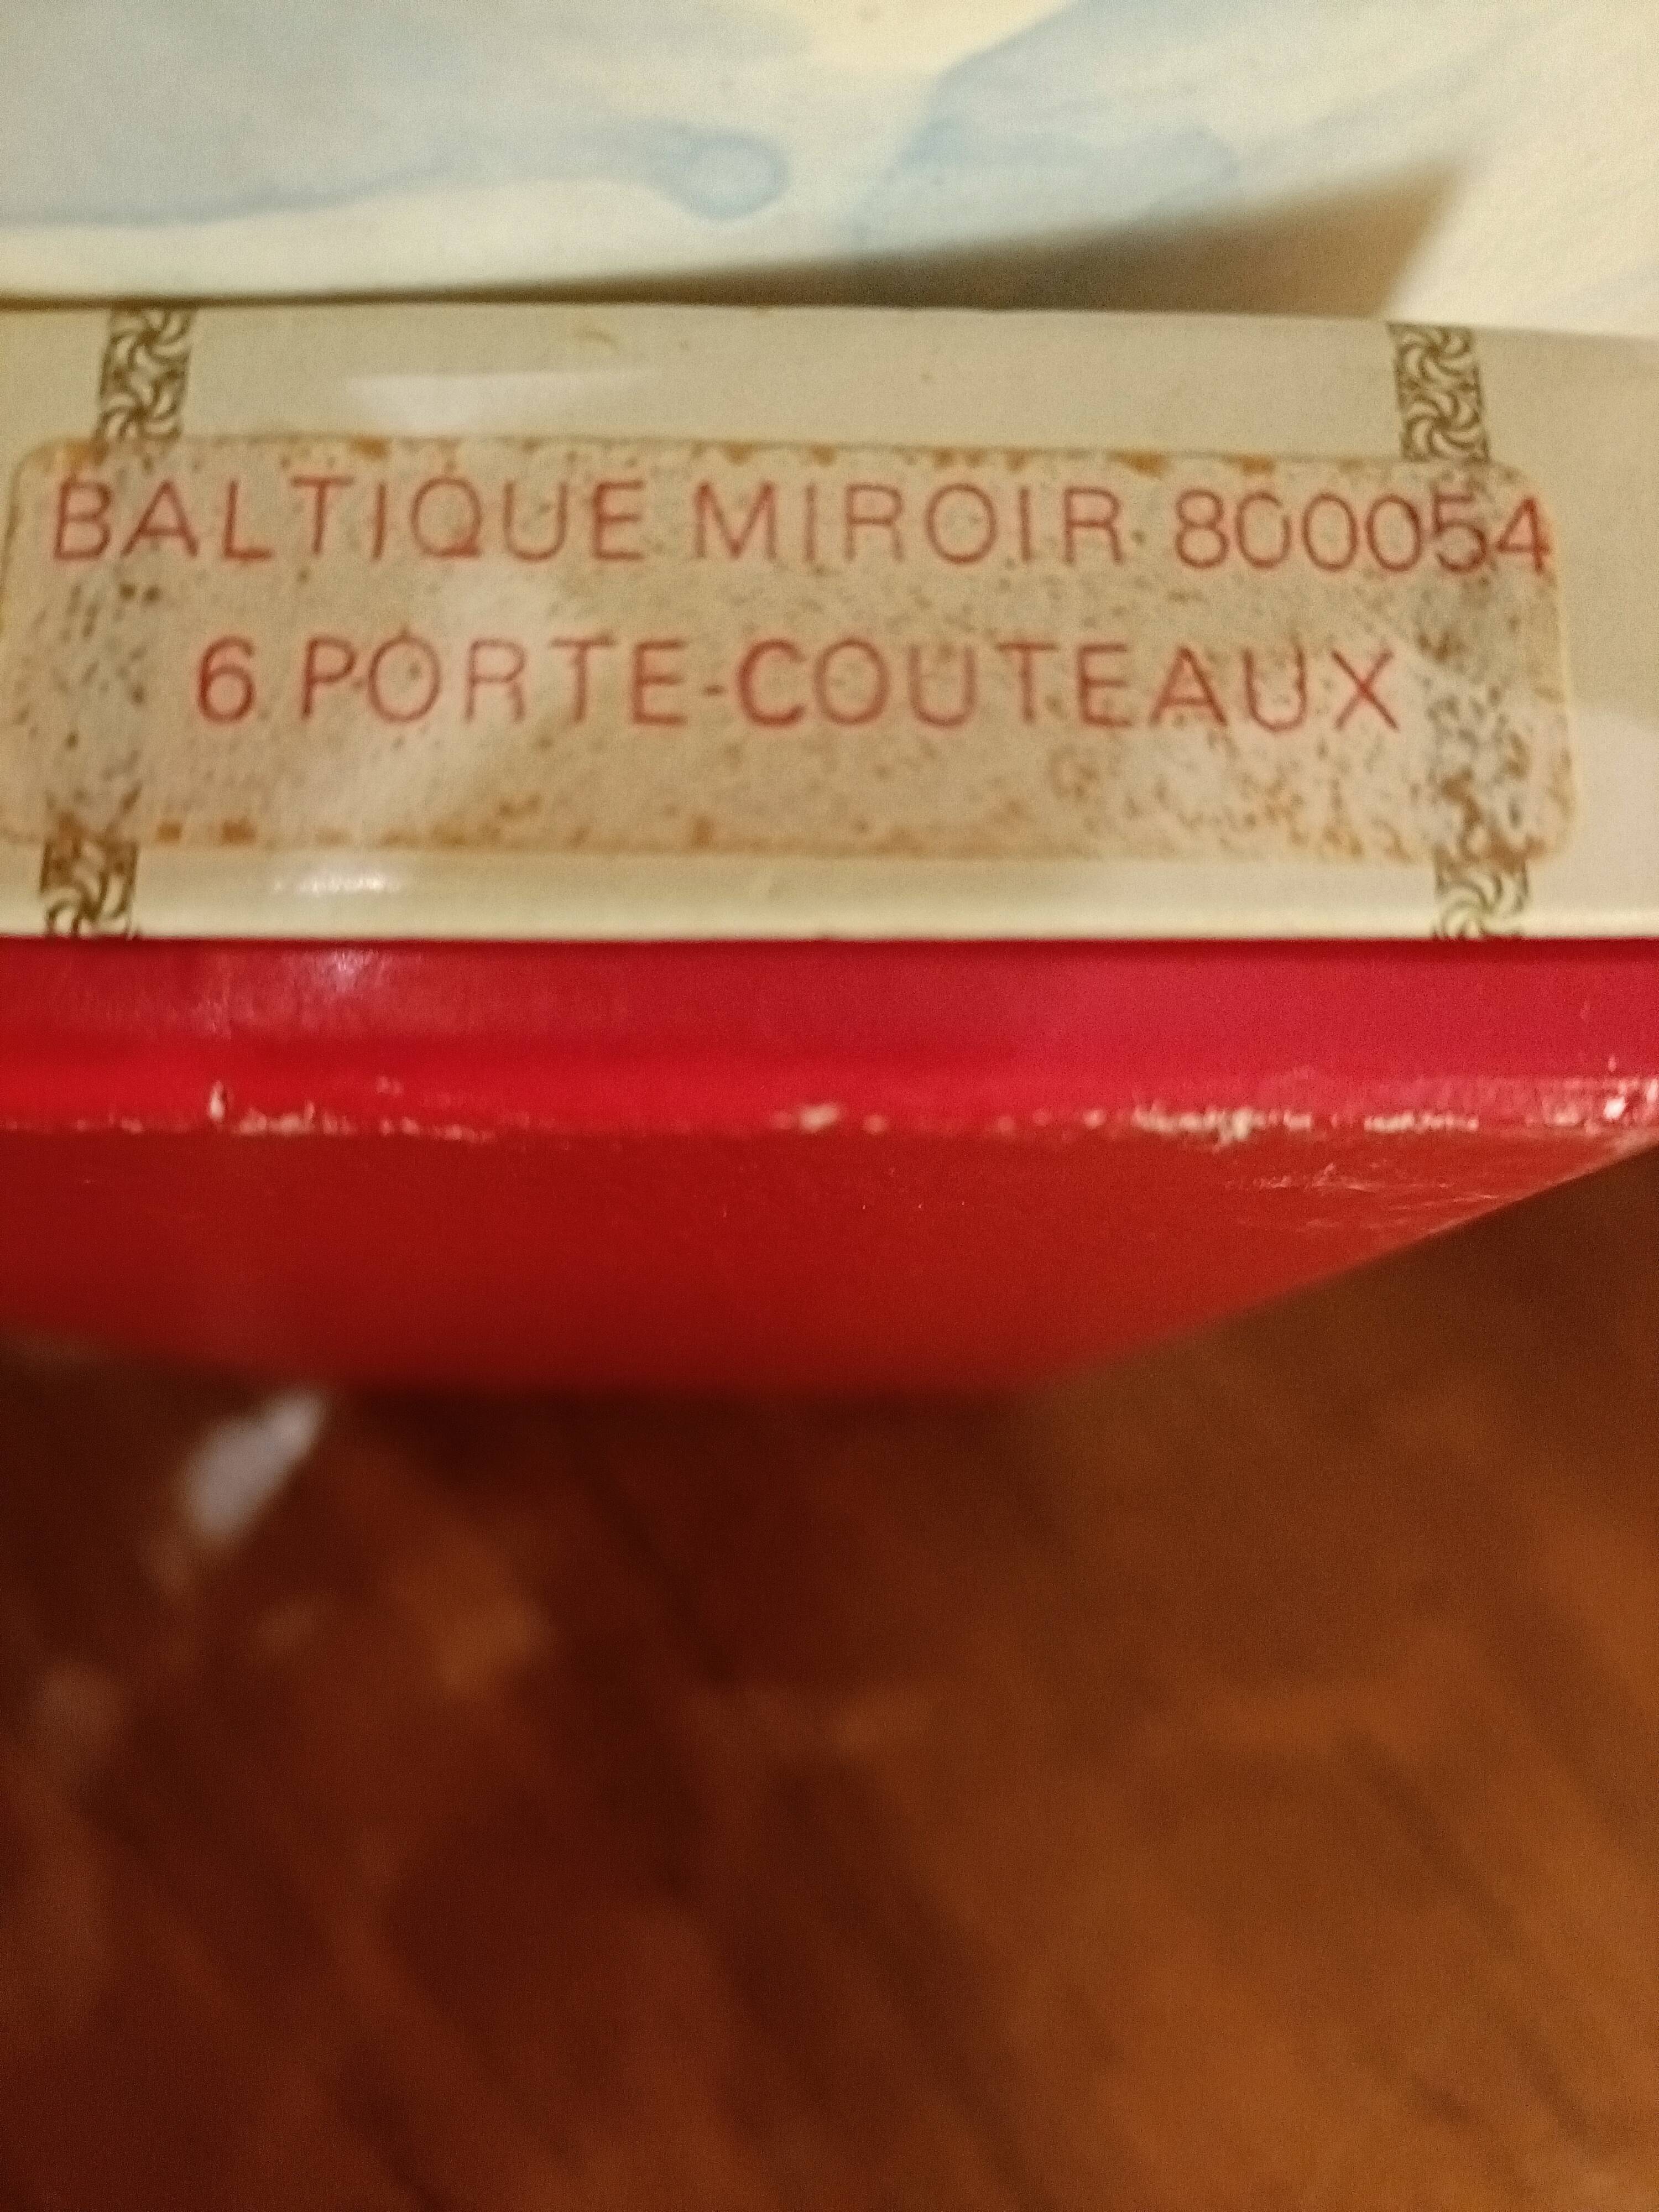 BALTIQUE MIROIR 800054
6 PORTE-COUTEAUX